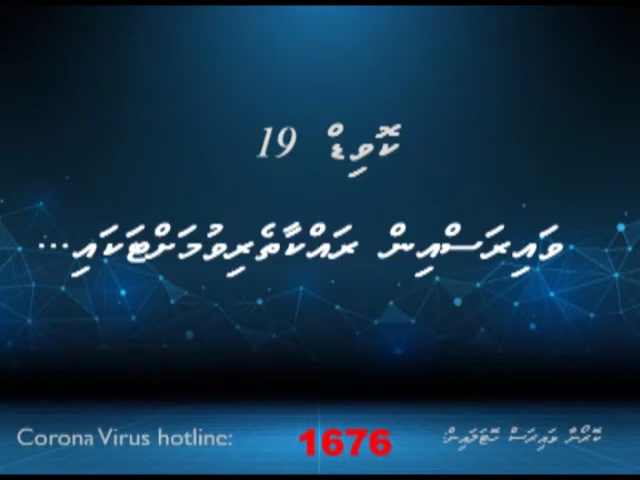 ކޮވިޑް 19
ވައިރަސްއިން ރައްކާތެރިވުމަށްޓަކައި...
Corona Virus hotline: 1676 ކޮރޯނާ ވައިރަސް ހޮޓްލައިން: